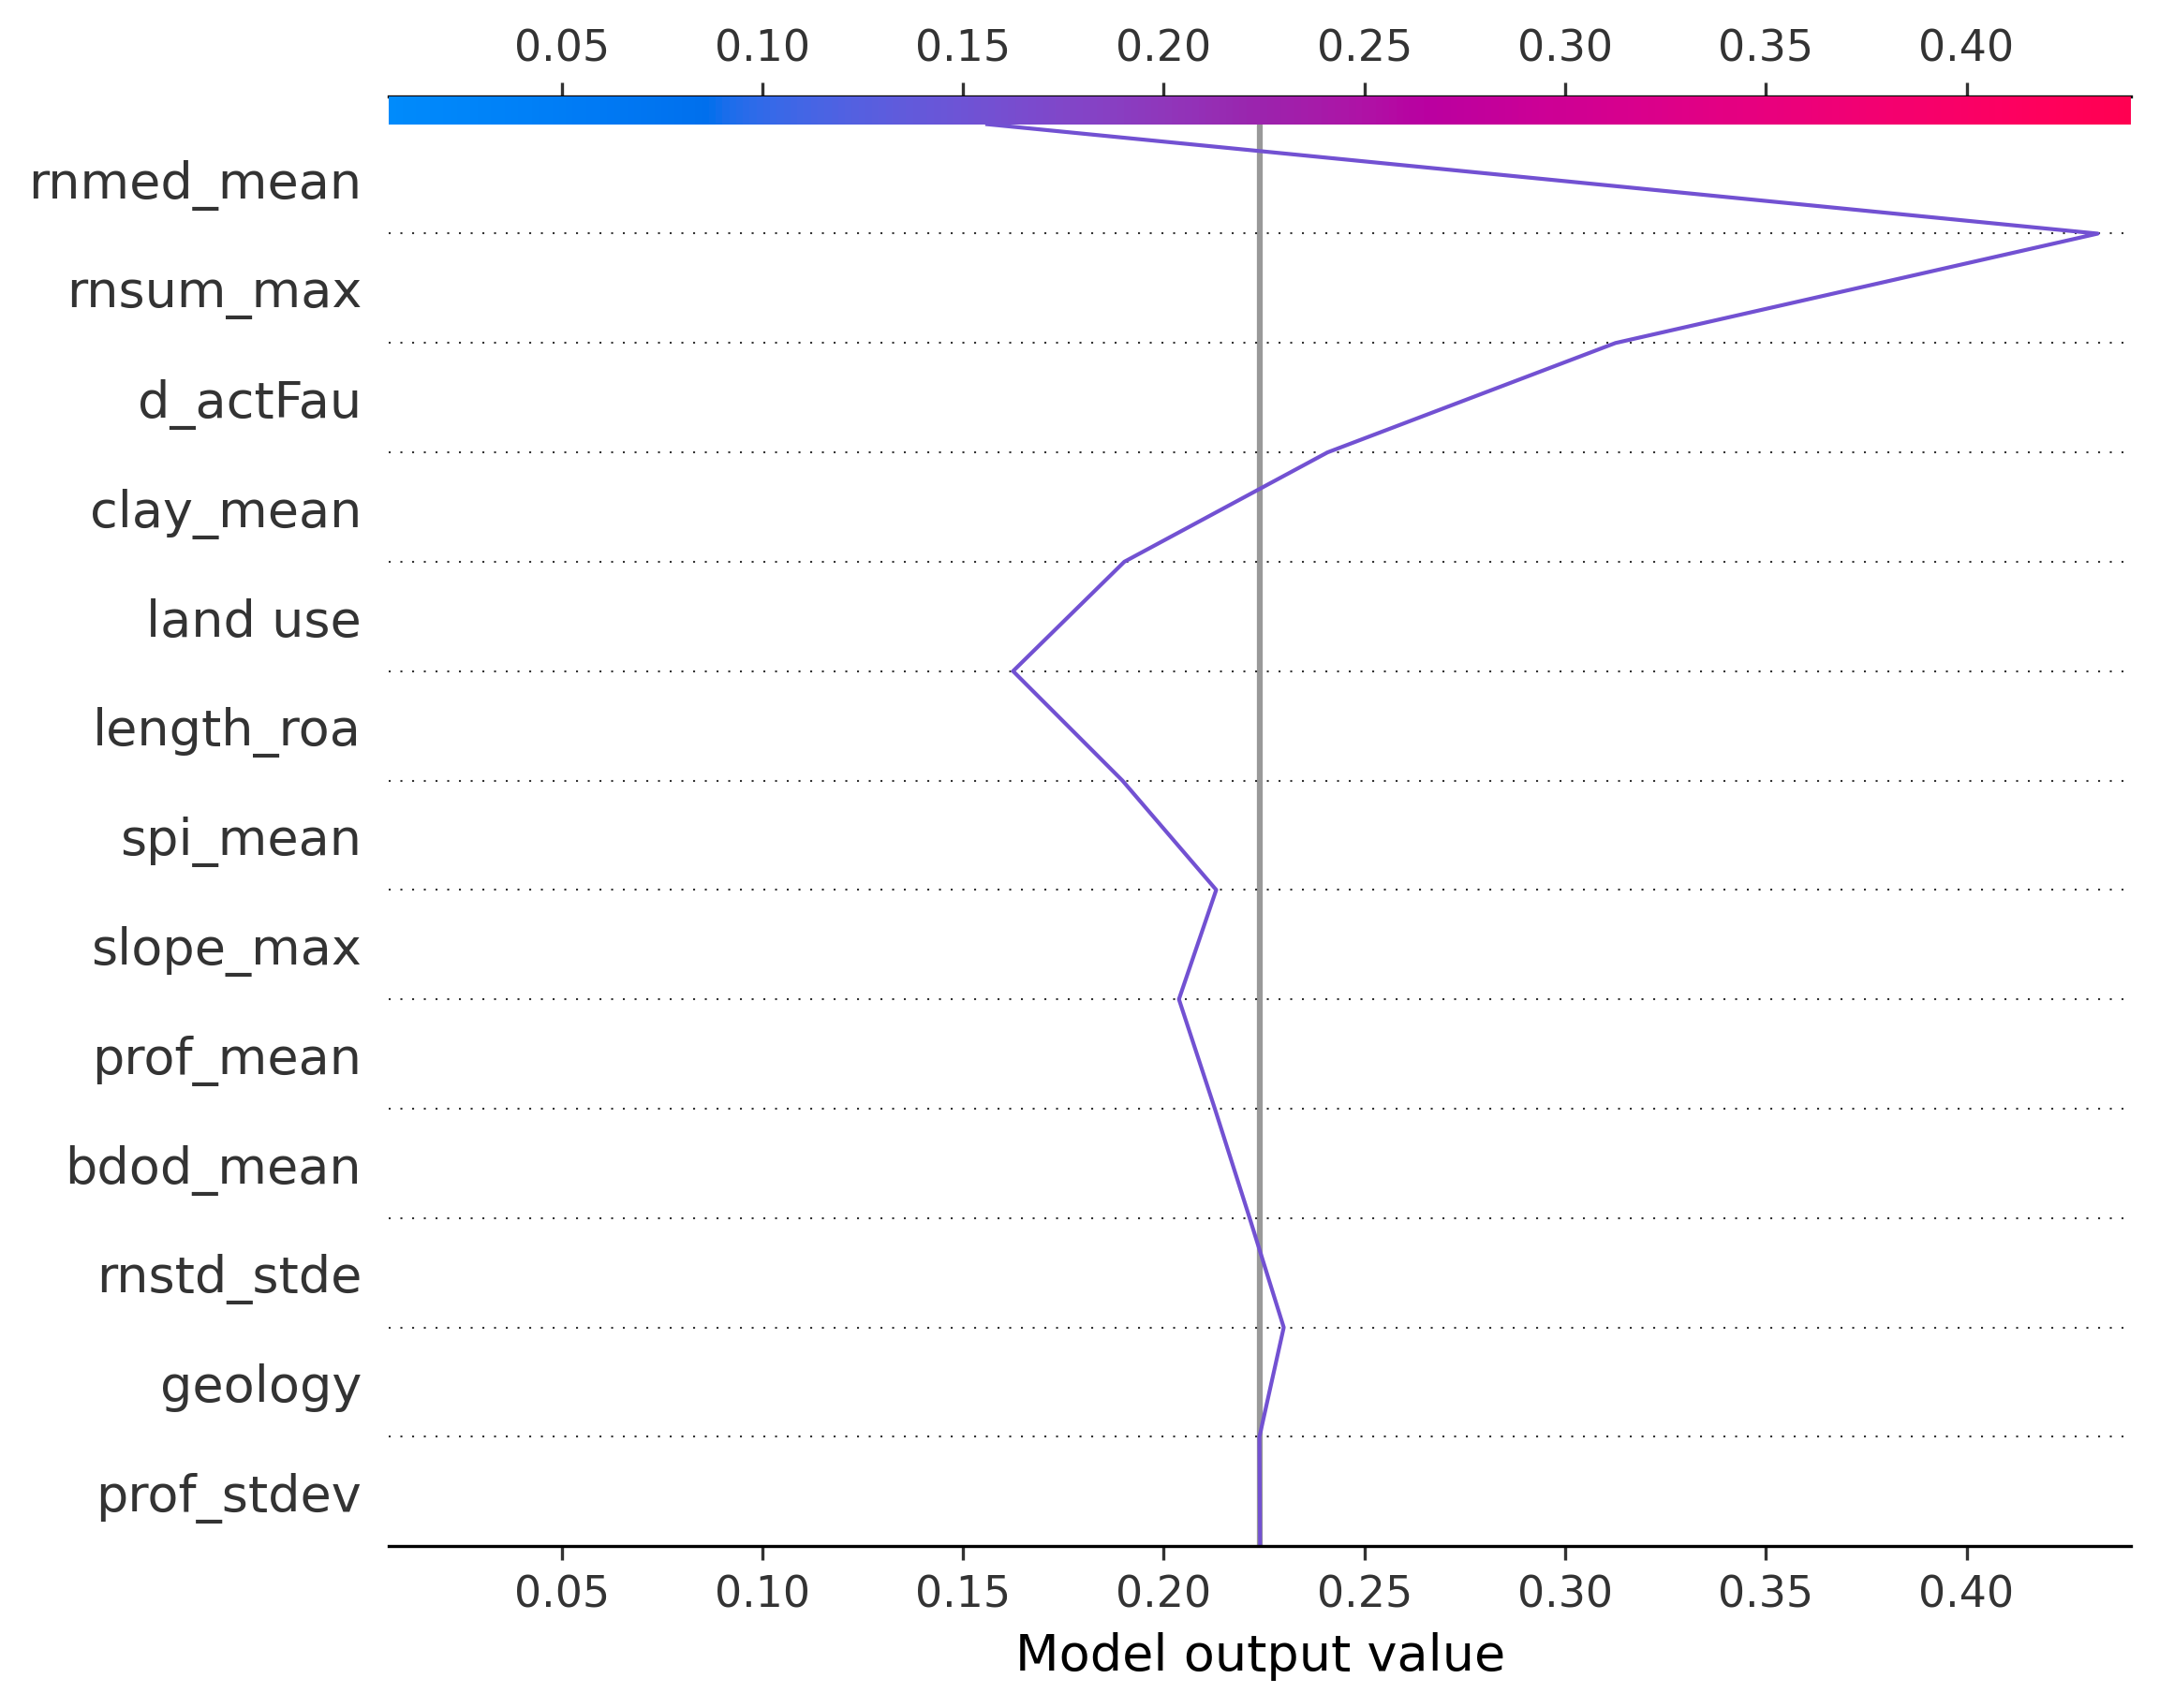 0.05 0.10 0.15 0.20 0.25 0.30 0.35 0.40
rnmed_mean
rnsum_max
d_actFau
clay_mean
land use
length_roa
spi_mean
slope_max
prof_mean
bdod_mean
rnstd_stde
geology
prof_stdev
0.05 0.10 0.15 0.20 0.25 0.30 0.35 0.40
Model output value